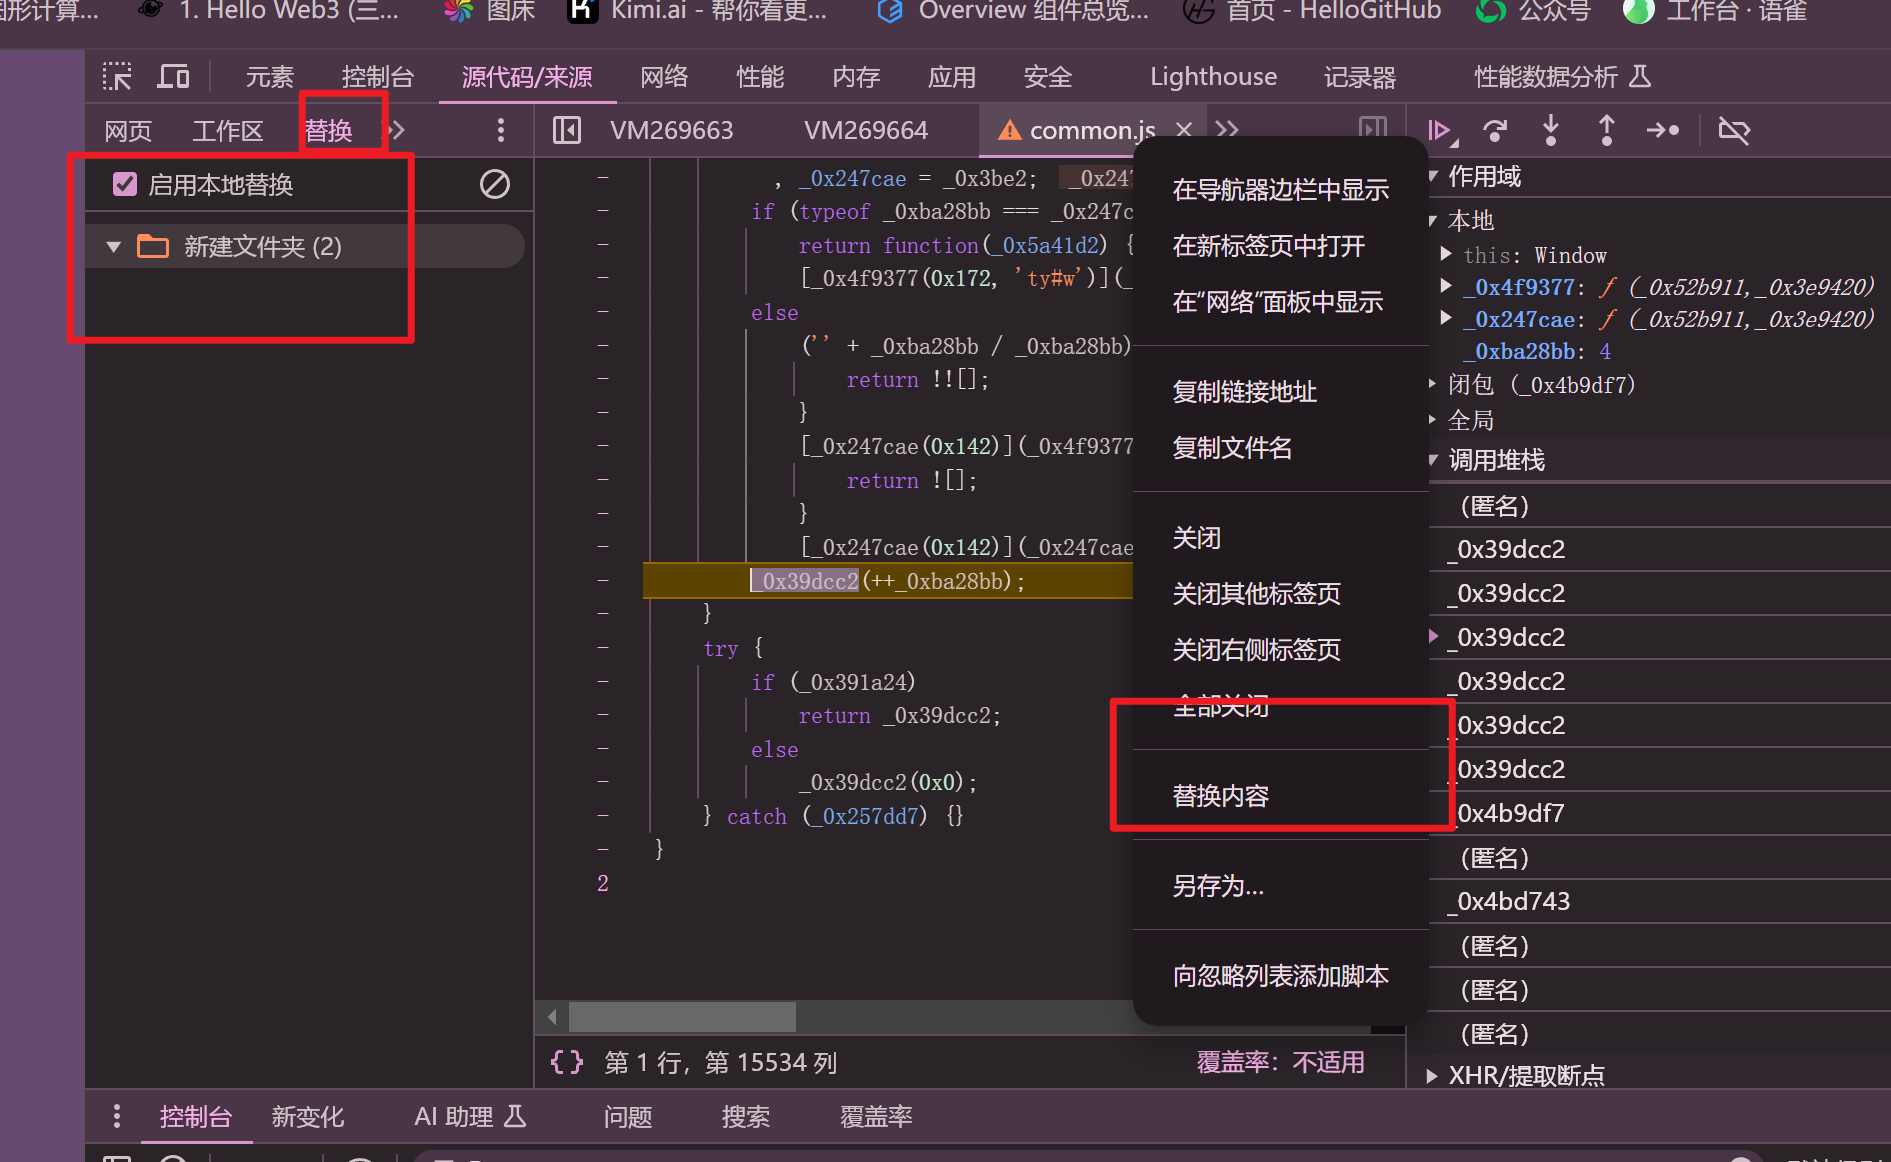 图形计算... 1. Hello Web3 (三... 图床 Kimi.ai - 帮你看更... Overview 组件总览... 首页 - HelloGitHub 公众号 工作台 · 语雀
元素 控制台 源代码/来源 网络 性能 内存 应用 安全 Lighthouse 记录器 性能数据分析
网页 工作区 替换 VM269663 VM269664 common.js
启用本地替换
新建文件夹 (2)
, _0x247cae = _0x3be2; _0x247
if (typeof _0xba28bb === _0x247c
return function(_0x5a41d2) {
[_0x4f9377(0x172, 'ty#w')](_
else
('' + _0xba28bb / _0xba28bb)
return !![];
}
[_0x247cae(0x142)](_0x4f9377
return ![];
}
[_0x247cae(0x142)](_0x247cae
_0x39dcc2(++_0xba28bb);
}
try {
if (_0x391a24)
return _0x39dcc2;
else
_0x39dcc2(0x0);
} catch (_0x257dd7) {}
}
2
第 1 行，第 15534 列 覆盖率：不适用
在导航器边栏中显示
在新标签页中打开
在“网络”面板中显示
复制链接地址
复制文件名
关闭
关闭其他标签页
关闭右侧标签页
全部关闭
替换内容
另存为...
向忽略列表添加脚本
作用域
本地
this: Window
_0x4f9377: ƒ (_0x52b911,_0x3e9420)
_0x247cae: ƒ (_0x52b911,_0x3e9420)
_0xba28bb: 4
闭包 (_0x4b9df7)
全局
调用堆栈
(匿名)
_0x39dcc2
_0x39dcc2
_0x39dcc2
_0x39dcc2
_0x39dcc2
_0x39dcc2
_0x4b9df7
(匿名)
_0x4bd743
(匿名)
(匿名)
(匿名)
XHR/提取断点
控制台 新变化 AI 助理 问题 搜索 覆盖率